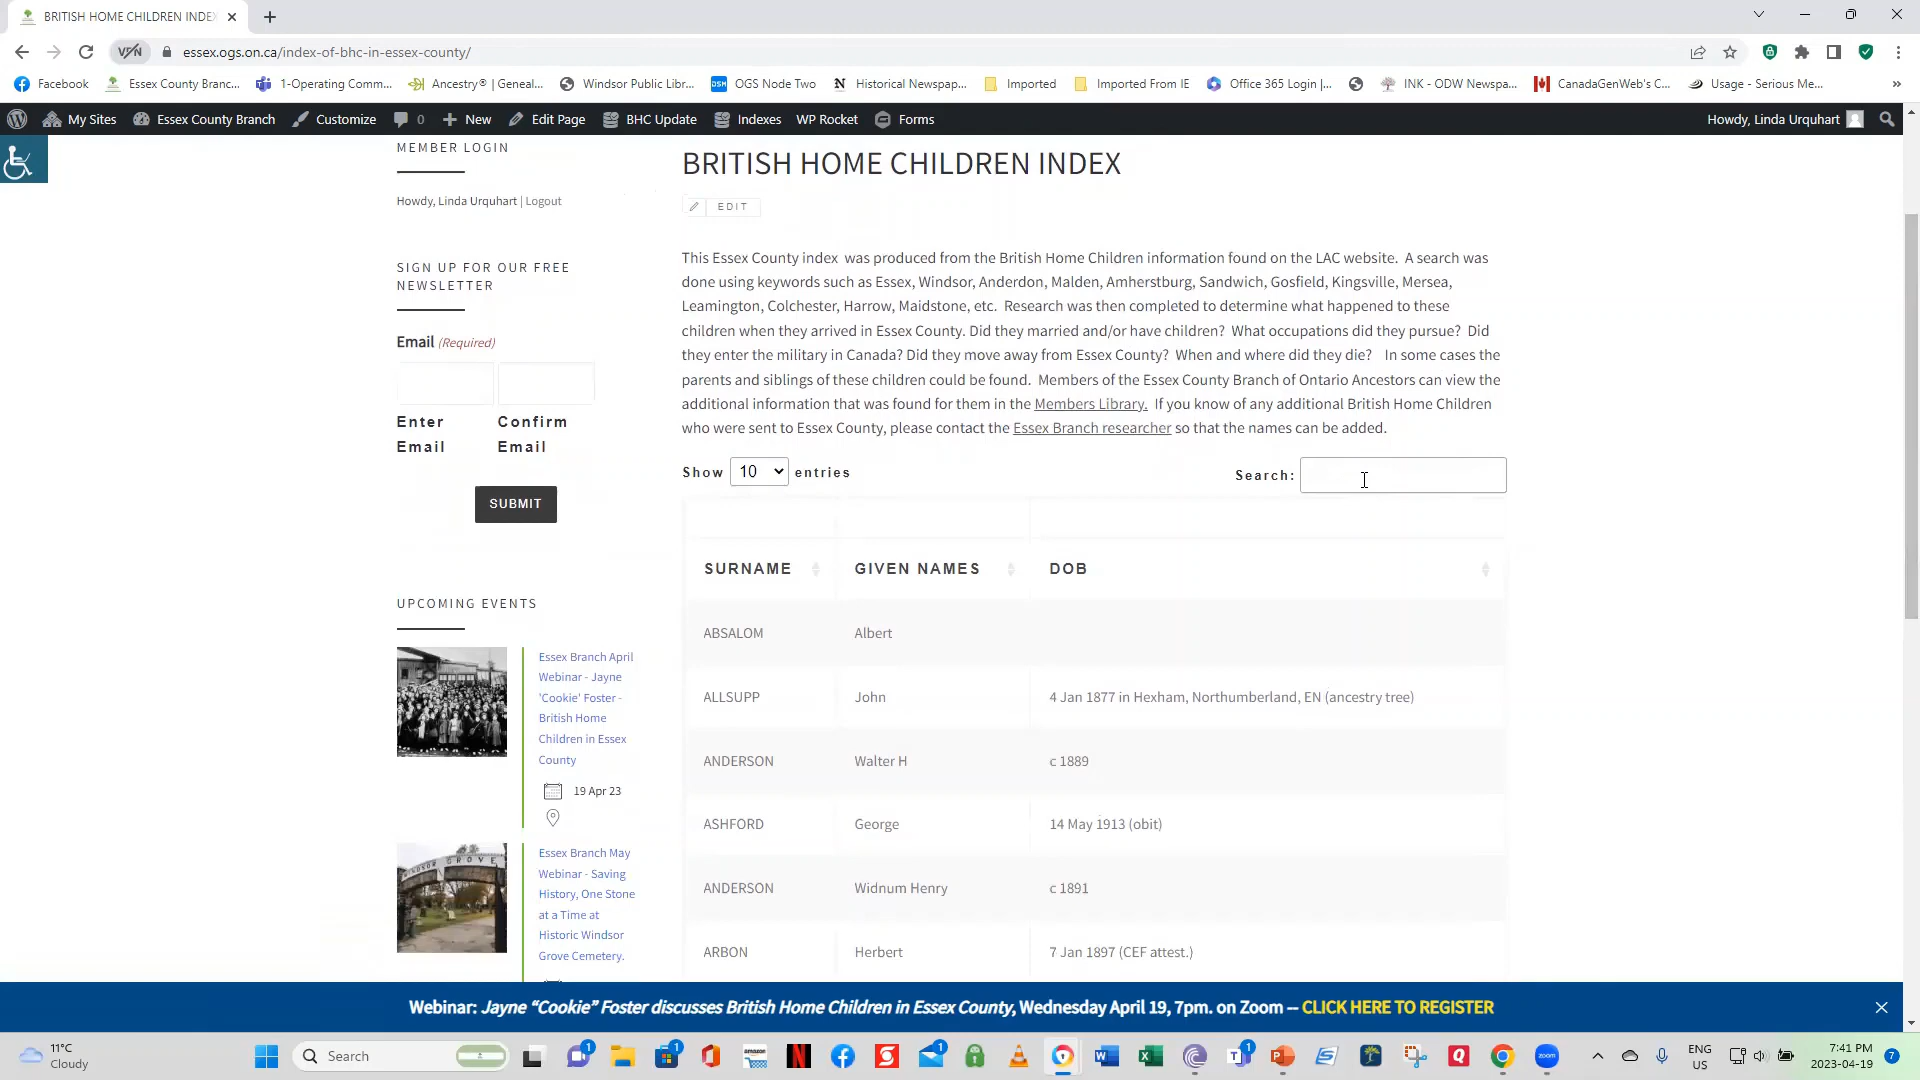 BRITISH HOME CHILDREN INDEX
essex.ogs.on.ca/index-of-bhc-in-essex-county/
Facebook
Essex County Branc...
1-Operating Comm...
Ancestry® | Geneal...
Windsor Public Libr...
OGS Node Two
Historical Newspap...
Imported
Imported From IE
Office 365 Login |...
INK - ODW Newspa...
CanadaGenWeb's C...
Usage - Serious Me...
My Sites
Essex County Branch
Customize
0
New
Edit Page
BHC Update
Indexes
WP Rocket
Forms
Howdy, Linda Urquhart
MEMBER LOGIN
Howdy, Linda Urquhart | Logout
SIGN UP FOR OUR FREE
NEWSLETTER
Email (Required)
Enter
Email
Confirm
Email
SUBMIT
UPCOMING EVENTS
Essex Branch April
Webinar - Jayne
'Cookie' Foster -
British Home
Children in Essex
County
19 Apr 23
Essex Branch May
Webinar - Saving
History, One Stone
at a Time at
Historic Windsor
Grove Cemetery.
BRITISH HOME CHILDREN INDEX
EDIT
This Essex County index was produced from the British Home Children information found on the LAC website. A search was
done using keywords such as Essex, Windsor, Anderdon, Malden, Amherstburg, Sandwich, Gosfield, Kingsville, Mersea,
Leamington, Colchester, Harrow, Maidstone, etc. Research was then completed to determine what happened to these
children when they arrived in Essex County. Did they married and/or have children? What occupations did they pursue? Did
they enter the military in Canada? Did they move away from Essex County? When and where did they die? In some cases the
parents and siblings of these children could be found. Members of the Essex County Branch of Ontario Ancestors can view the
additional information that was found for them in the Members Library. If you know of any additional British Home Children
who were sent to Essex County, please contact the Essex Branch researcher so that the names can be added.
Show 10 entries
Search:
SURNAME GIVEN NAMES DOB
ABSALOM Albert
ALLSUPP John 4 Jan 1877 in Hexham, Northumberland, EN (ancestry tree)
ANDERSON Walter H c 1889
ASHFORD George 14 May 1913 (obit)
ANDERSON Widnum Henry c 1891
ARBON Herbert 7 Jan 1897 (CEF attest.)
Webinar: Jayne “Cookie” Foster discusses British Home Children in Essex County, Wednesday April 19, 7pm. on Zoom -- CLICK HERE TO REGISTER
11°C
Cloudy
Search
ENG
US
7:41 PM
2023-04-19